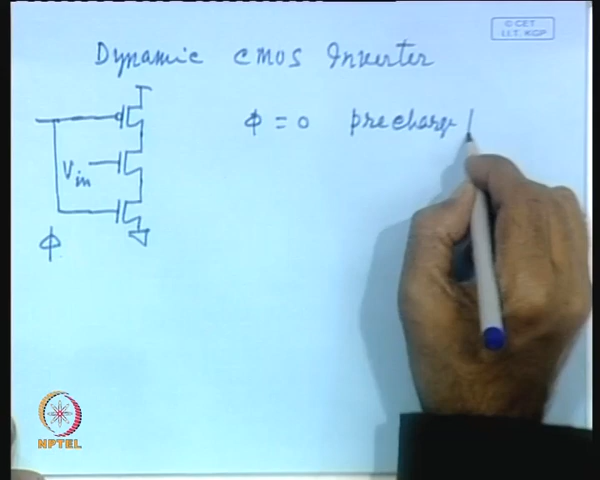 © CET
I.I.T. KGP
Dynamic CMOS Inverter
ϕ = 0 precharge
Vin
ϕ
NPTEL